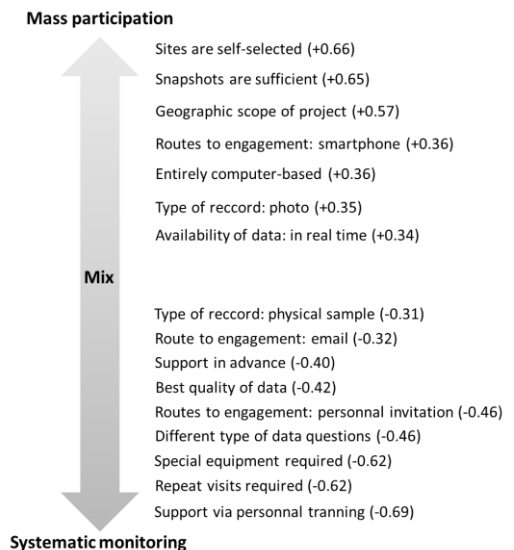 Mass participation
Sites are self-selected (+0.66)
Snapshots are sufficient (+0.65)
Geographic scope of project (+0.57)
Routes to engagement: smartphone (+0.36)
Entirely computer-based (+0.36)
Type of reccord: photo (+0.35)
Availability of data: in real time (+0.34)
Mix
Type of reccord: physical sample (-0.31)
Route to engagement: email (-0.32)
Support in advance (-0.40)
Best quality of data (-0.42)
Routes to engagement: personnal invitation (-0.46)
Different type of data questions (-0.46)
Special equipment required (-0.62)
Repeat visits required (-0.62)
Support via personnal tranning (-0.69)
Systematic monitoring